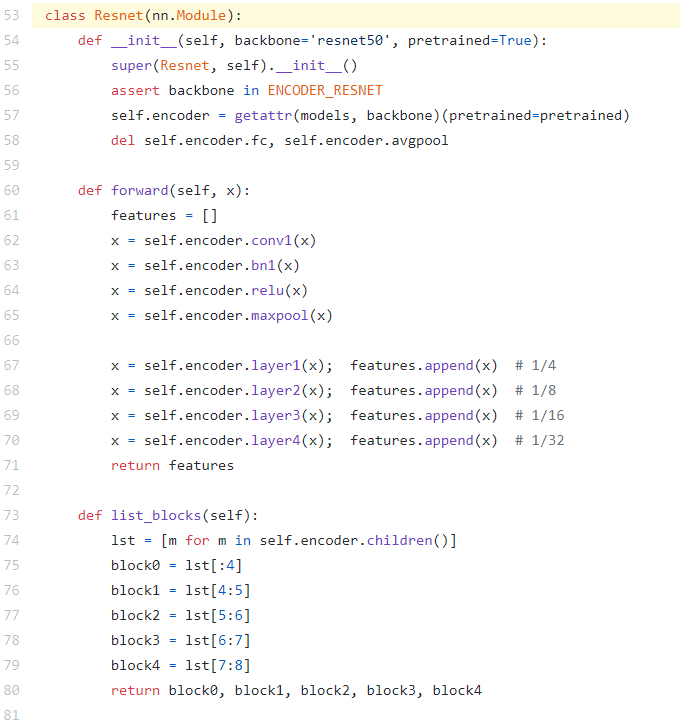 53 class Resnet(nn.Module):
54     def __init__(self, backbone='resnet50', pretrained=True):
55         super(Resnet, self).__init__()
56         assert backbone in ENCODER_RESNET
57         self.encoder = getattr(models, backbone)(pretrained=pretrained)
58         del self.encoder.fc, self.encoder.avgpool
59
60     def forward(self, x):
61         features = []
62         x = self.encoder.conv1(x)
63         x = self.encoder.bn1(x)
64         x = self.encoder.relu(x)
65         x = self.encoder.maxpool(x)
66
67         x = self.encoder.layer1(x);  features.append(x)  # 1/4
68         x = self.encoder.layer2(x);  features.append(x)  # 1/8
69         x = self.encoder.layer3(x);  features.append(x)  # 1/16
70         x = self.encoder.layer4(x);  features.append(x)  # 1/32
71         return features
72
73     def list_blocks(self):
74         lst = [m for m in self.encoder.children()]
75         block0 = lst[:4]
76         block1 = lst[4:5]
77         block2 = lst[5:6]
78         block3 = lst[6:7]
79         block4 = lst[7:8]
80         return block0, block1, block2, block3, block4
81